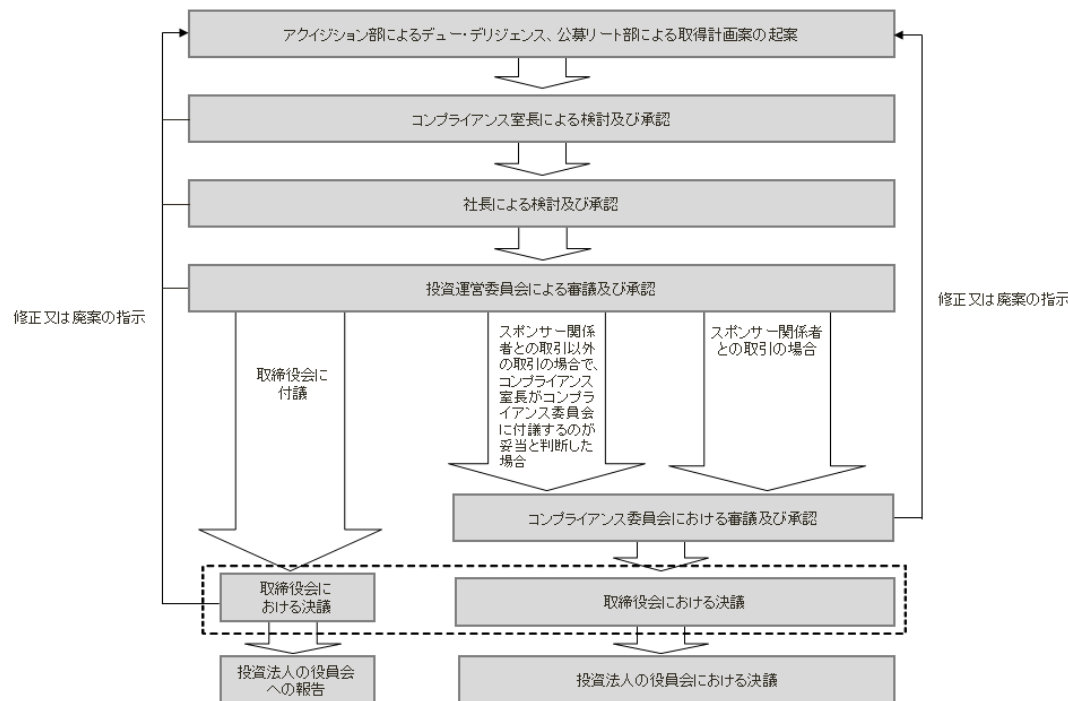 アクイジション部によるデュー・デリジェンス、公募リート部による取得計画案の起案
コンプライアンス室長による検討及び承認
社長による検討及び承認
投資運営委員会による審議及び承認
修正又は廃案の指示
修正又は廃案の指示
取締役会に
付議
スポンサー関係
者との取引以外
の取引の場合で、
コンプライアンス
室長がコンプラ
イアンス委員会
に付議するのが
妥当と判断した
場合
スポンサー関係者
との取引の場合
コンプライアンス委員会における審議及び承認
取締役会に
おける決議
取締役会における決議
投資法人の役員会
への報告
投資法人の役員会における決議